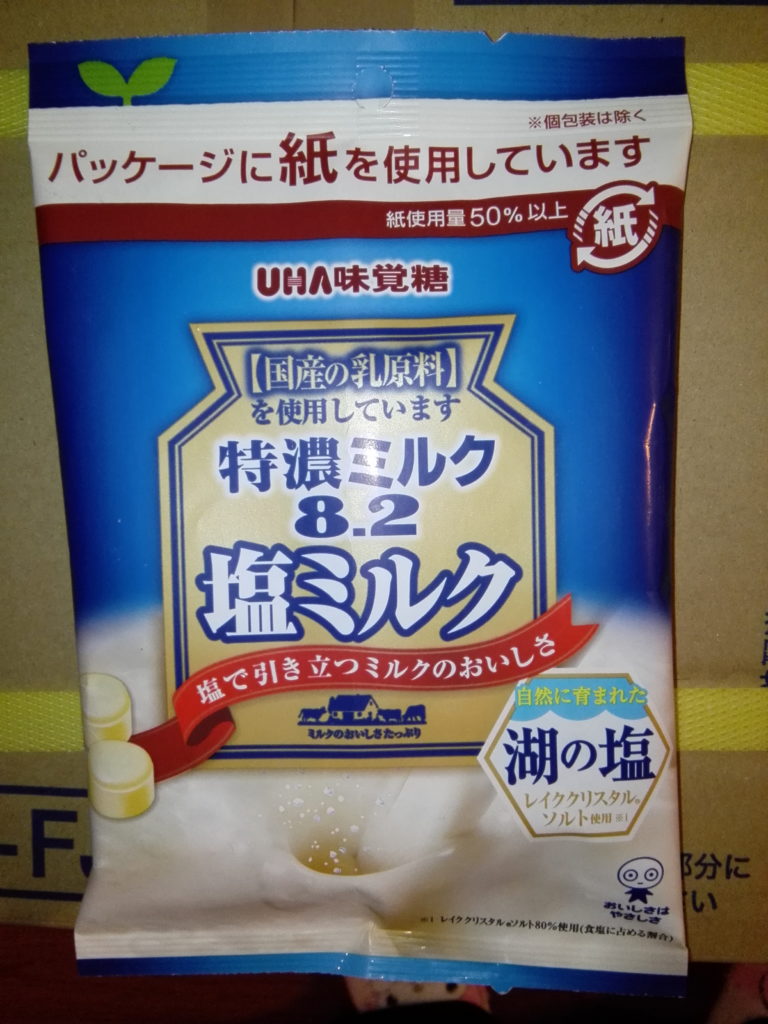 ※個包装は除く
パッケージに紙を使用しています
紙使用量50%以上
紙
UHA味覚糖
【国産の乳原料】
を使用しています
特濃ミルク
8.2
塩ミルク
塩で引き立つミルクのおいしさ
ミルクのおいしさたっぷり
自然に育まれた
湖の塩
レイククリスタル®
ソルト使用※1
おいしさは
やさしさ
※1 レイククリスタル®ソルト80%使用(食塩に占める割合)
部分に
い
-F